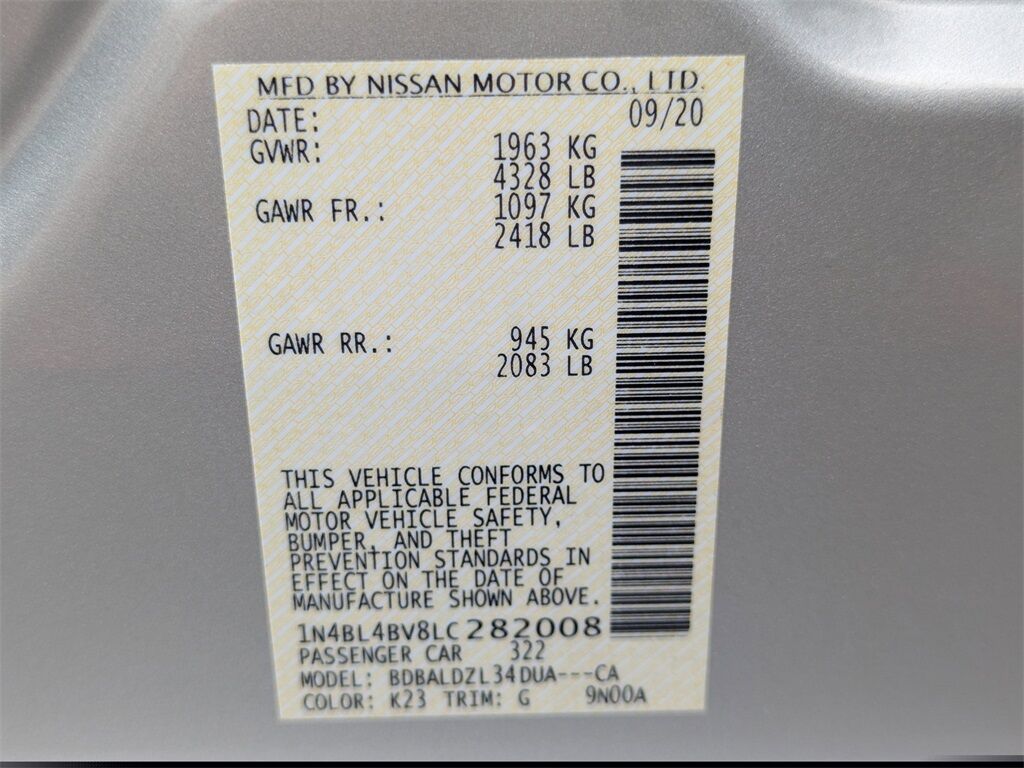 MFD BY NISSAN MOTOR CO., LTD.
DATE: 09/20
GVWR: 1963 KG
4328 LB
GAWR FR.: 1097 KG
2418 LB
GAWR RR.: 945 KG
2083 LB
THIS VEHICLE CONFORMS TO
ALL APPLICABLE FEDERAL
MOTOR VEHICLE SAFETY,
BUMPER, AND THEFT
PREVENTION STANDARDS IN
EFFECT ON THE DATE OF
MANUFACTURE SHOWN ABOVE.
1N4BL4BV8LC282008
PASSENGER CAR 322
MODEL: BDBALDZL34DUA---CA
COLOR: K23 TRIM: G 9N00A